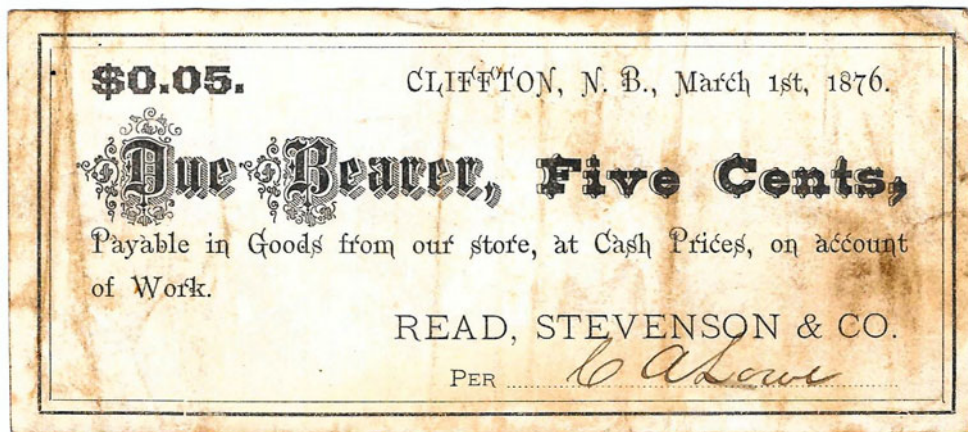 $0.05. CLIFFTON, N. B., March 1st, 1876.
Due Bearer, Five Cents,
Payable in Goods from our store, at Cash Prices, on account
of Work.
READ, STEVENSON & CO.
PER C A Lowe